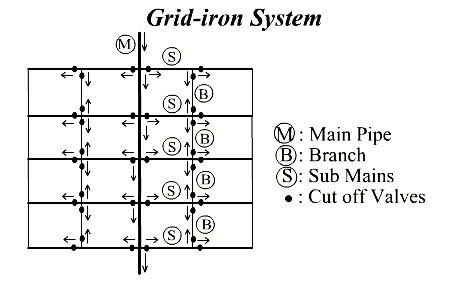 Grid-iron System
M
S
B
S
B
S
B
S
B
S
M : Main Pipe
B : Branch
S : Sub Mains
• : Cut off Valves